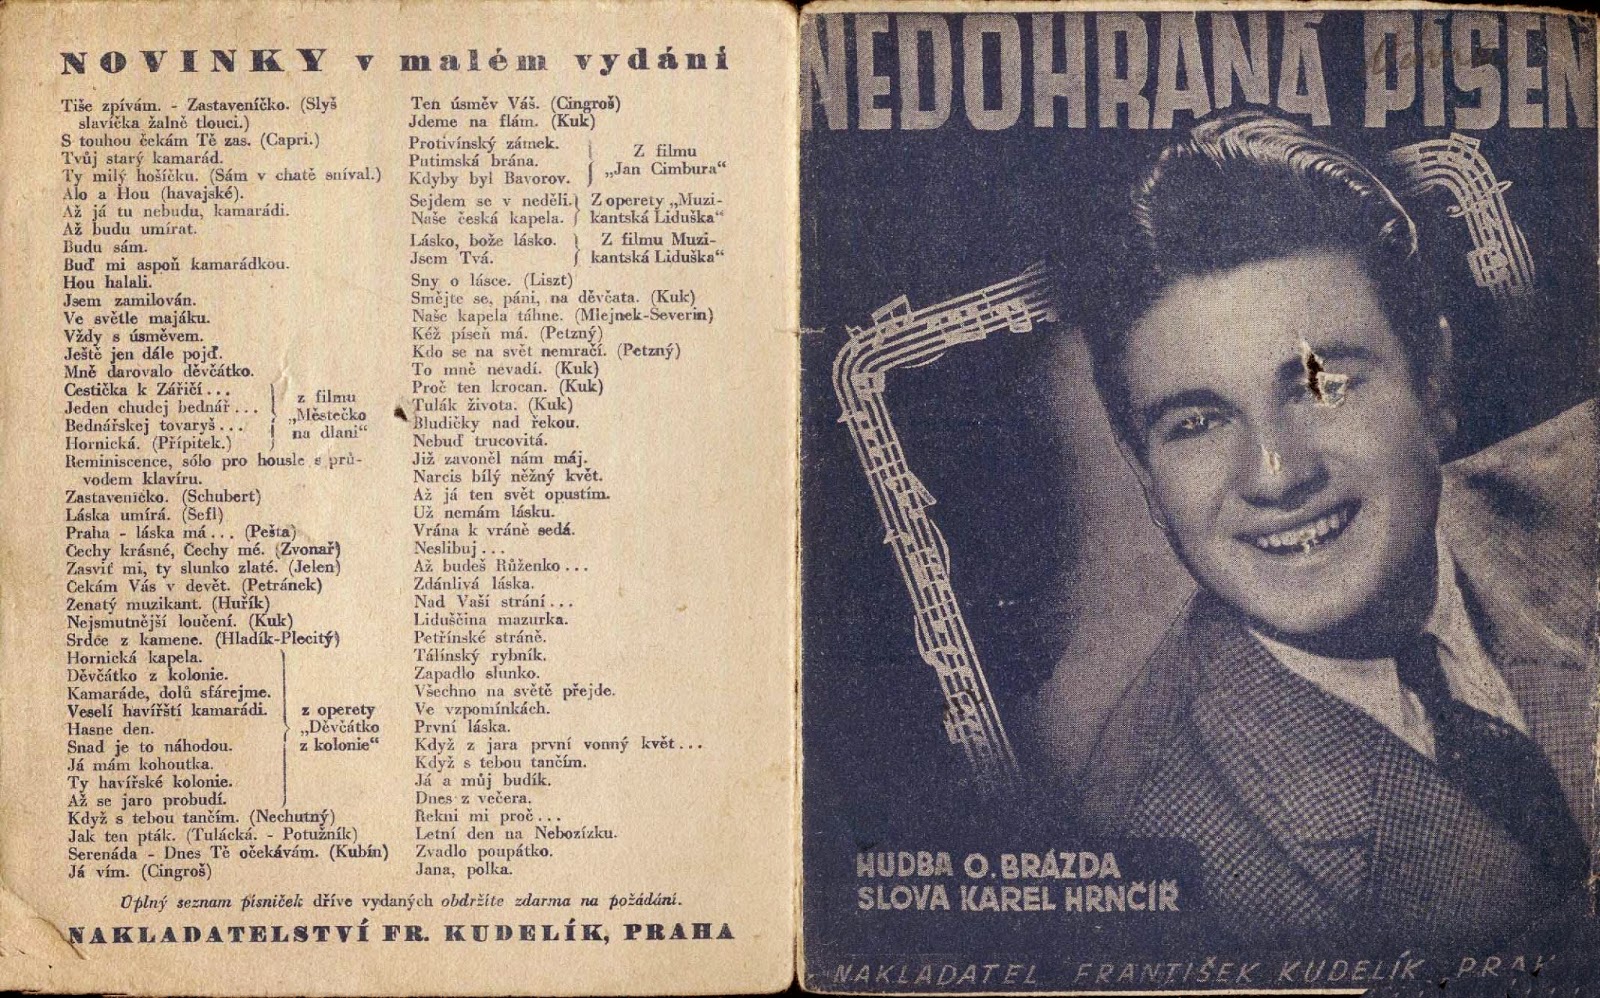 NOVINKY v malém vydání
Tiše zpívám. - Zastaveníčko. (Slyš
slavíčka žalně tlouci.)
S touhou čekám Tě zas. (Capri.)
Tvůj starý kamarád.
Ty milý hošíčku. (Sám v chatě sníval.)
Alo a Hou (havajské).
Až já tu nebudu, kamarádi.
Až budu umírat.
Budu sám.
Buď mi aspoň kamarádkou.
Hou halali.
Jsem zamilován.
Ve světle majáku.
Vždy s úsměvem.
Ještě jen dále pojď.
Mně darovalo děvčátko.
Cestička k Zářičí...
Jeden chudej bednář...
Bednářskej tovaryš...
Hornická. (Přípitek.)
z filmu
„Městečko
na dlani“
Reminiscence, sólo pro housle s prů-
vodem klavíru.
Zastaveníčko. (Schubert)
Láska umírá. (Šefl)
Praha - láska má... (Pešta)
Čechy krásné, Čechy mé. (Zvonař)
Zasviť mi, ty slunko zlaté. (Jelen)
Čekám Vás v devět. (Petránek)
Ženatý muzikant. (Huřík)
Nejsmutnější loučení. (Kuk)
Srdce z kamene. (Hladík-Plecitý)
Hornická kapela.
Děvčátko z kolonie.
Kamaráde, dolů sfárejme.
Veselí havířští kamarádi.
Hasne den.
Snad je to náhodou.
Já mám kohoutka.
Ty havířské kolonie.
Až se jaro probudí.
z operety
„Děvčátko
z kolonie“
Když s tebou tančím. (Nechutný)
Jak ten pták. (Tulácká. - Potužník)
Serenáda - Dnes Tě očekávám. (Kubín)
Já vím. (Cingroš)
Ten úsměv Váš. (Cingroš)
Jdeme na flám. (Kuk)
Protivínský zámek.
Putimská brána.
Kdyby byl Bavorov.
Z filmu
„Jan Cimbura“
Sejdem se v neděli.
Naše česká kapela.
Z operety „Muzi-
kantská Liduška“
Lásko, bože lásko.
Jsem Tvá.
Z filmu Muzi-
kantská Liduška“
Sny o lásce. (Liszt)
Smějte se, páni, na děvčata. (Kuk)
Naše kapela táhne. (Mlejnek-Severin)
Kéž píseň má. (Petzný)
Kdo se na svět nemračí. (Petzný)
To mně nevadí. (Kuk)
Proč ten krocan. (Kuk)
Tulák života. (Kuk)
Bludičky nad řekou.
Nebuď trucovitá.
Již zavoněl nám máj.
Narcis bílý něžný květ.
Až já ten svět opustím.
Už nemám lásku.
Vrána k vráně sedá.
Neslibuj...
Až budeš Růženko...
Zdánlivá láska.
Nad Vaší strání...
Liduščina mazurka.
Petřínské stráně.
Tálínský rybník.
Zapadlo slunko.
Všechno na světě přejde.
Ve vzpomínkách.
První láska.
Když z jara první vonný květ...
Když s tebou tančím.
Já a můj budík.
Dnes z večera.
Řekni mi proč...
Letní den na Nebozízku.
Zvadlo poupátko.
Jana, polka.
Úplný seznam písniček dříve vydaných obdržíte zdarma na požádání.
NAKLADATELSTVÍ FR. KUDELÍK, PRAHA
NEDOHRANÁ PÍSEŇ
HUDBA O. BRÁZDA
SLOVA KAREL HRNČÍŘ
NAKLADATEL FRANTIŠEK KUDELÍK